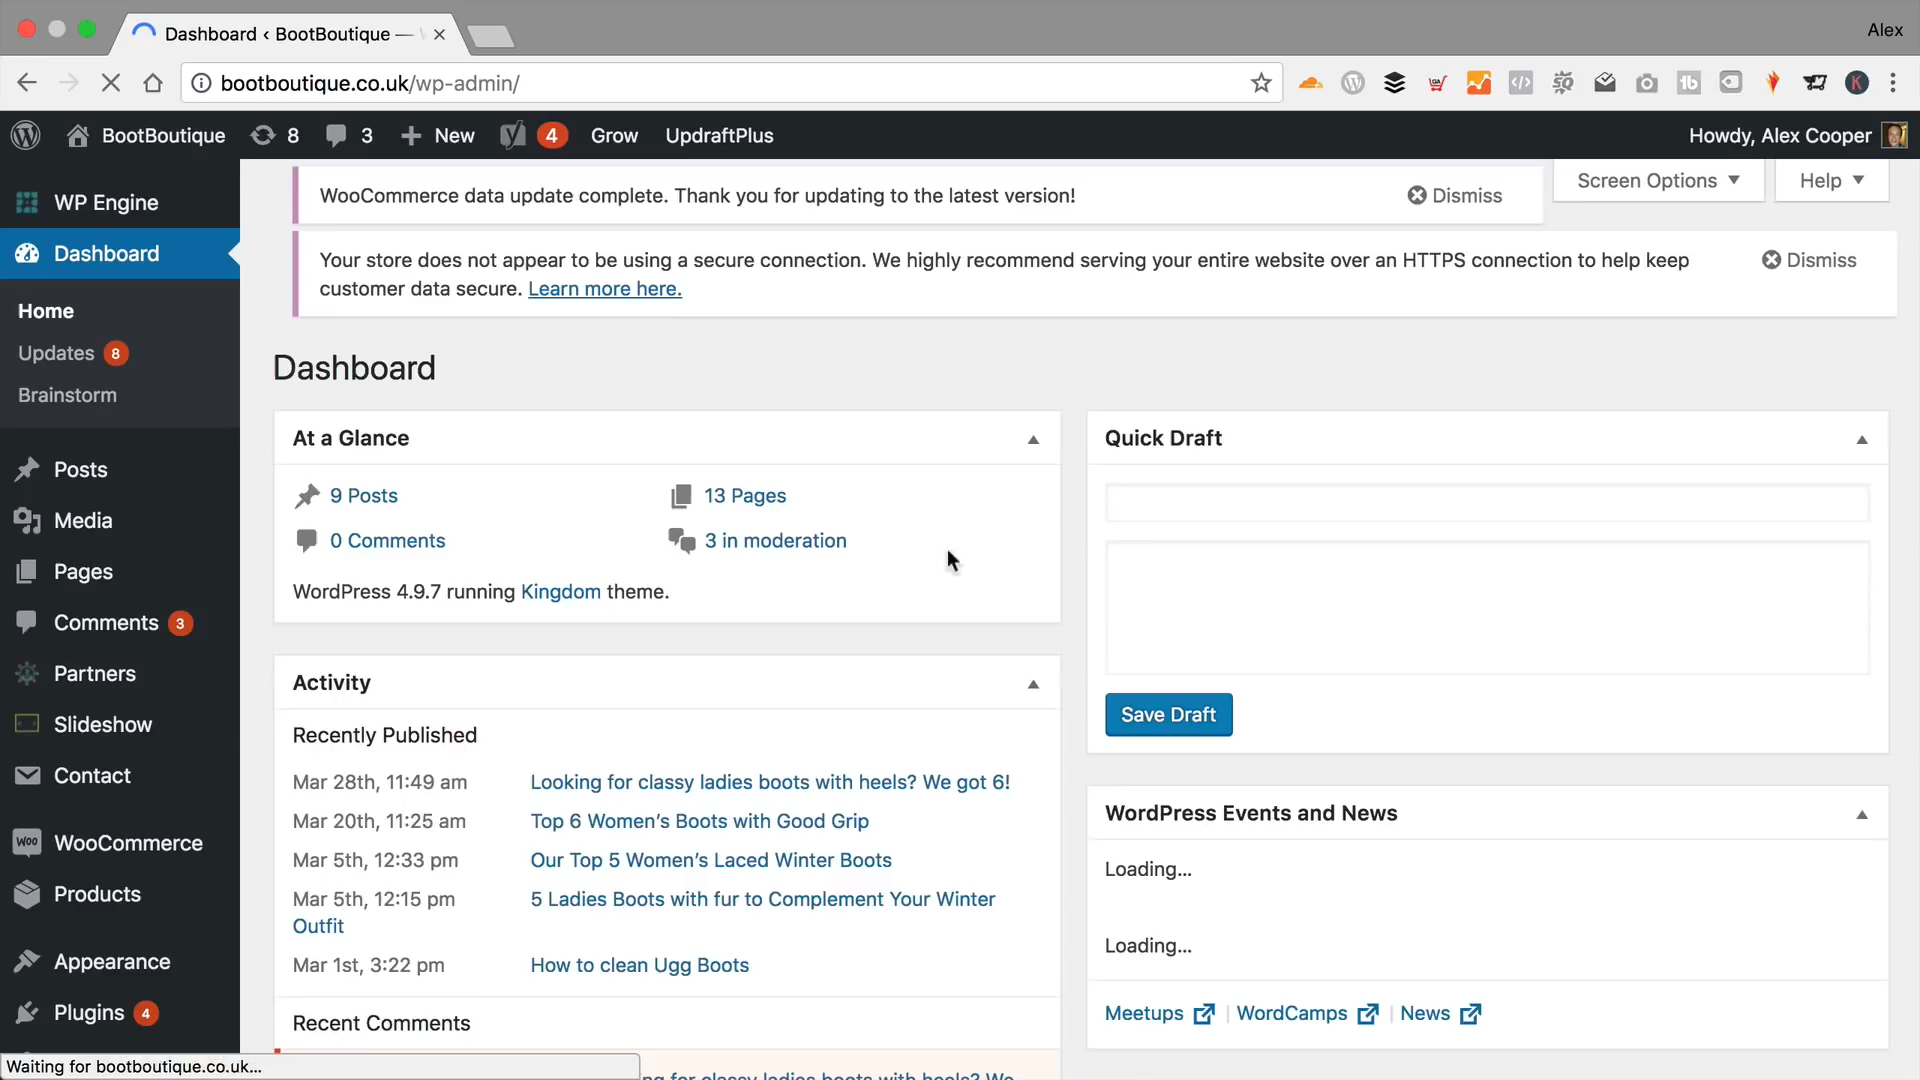 Dashboard ‹ BootBoutique —
Alex
bootboutique.co.uk/wp-admin/
BootBoutique
8
3
New
4
Grow
UpdraftPlus
Howdy, Alex Cooper
WP Engine
Dashboard
Home
Updates 8
Brainstorm
Posts
Media
Pages
Comments 3
Partners
Slideshow
Contact
WooCommerce
Products
Appearance
Plugins 4
WooCommerce data update complete. Thank you for updating to the latest version!
Dismiss
Screen Options
Help
Your store does not appear to be using a secure connection. We highly recommend serving your entire website over an HTTPS connection to help keep
customer data secure. Learn more here.
Dismiss
Dashboard
At a Glance
9 Posts
13 Pages
0 Comments
3 in moderation
WordPress 4.9.7 running Kingdom theme.
Activity
Recently Published
Mar 28th, 11:49 am Looking for classy ladies boots with heels? We got 6!
Mar 20th, 11:25 am Top 6 Women's Boots with Good Grip
Mar 5th, 12:33 pm Our Top 5 Women's Laced Winter Boots
Mar 5th, 12:15 pm 5 Ladies Boots with fur to Complement Your Winter
Outfit
Mar 1st, 3:22 pm How to clean Ugg Boots
Recent Comments
for classy ladies boots with heels? We
Quick Draft
Save Draft
WordPress Events and News
Loading...
Loading...
Meetups | WordCamps | News
Waiting for bootboutique.co.uk...